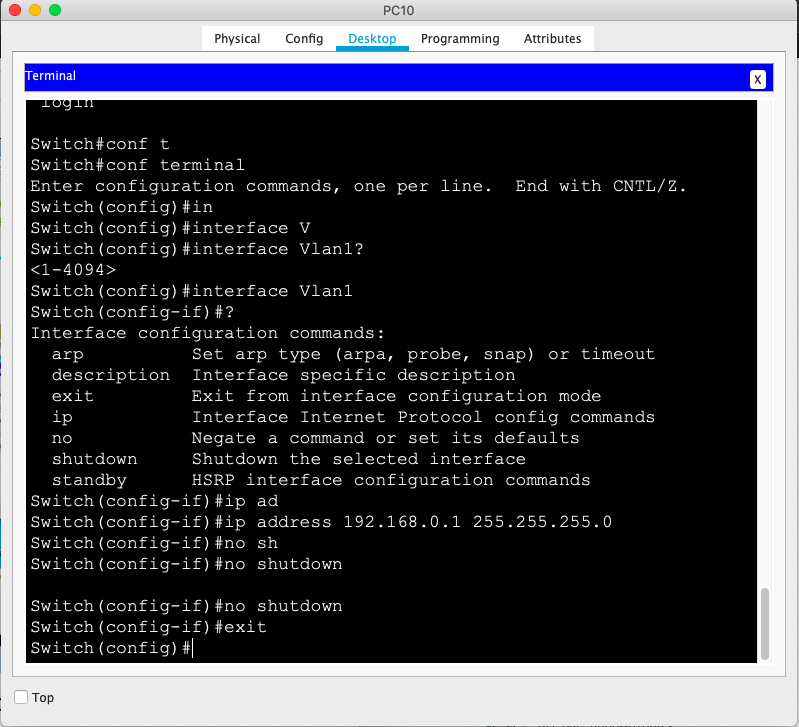 PC10
Physical Config Desktop Programming Attributes
Terminal
X
login
Switch#conf t
Switch#conf terminal
Enter configuration commands, one per line.  End with CNTL/Z.
Switch(config)#in
Switch(config)#interface V
Switch(config)#interface Vlan1?
<1-4094>
Switch(config)#interface Vlan1
Switch(config-if)#?
Interface configuration commands:
  arp          Set arp type (arpa, probe, snap) or timeout
  description  Interface specific description
  exit         Exit from interface configuration mode
  ip           Interface Internet Protocol config commands
  no           Negate a command or set its defaults
  shutdown     Shutdown the selected interface
  standby      HSRP interface configuration commands
Switch(config-if)#ip ad
Switch(config-if)#ip address 192.168.0.1 255.255.255.0
Switch(config-if)#no sh
Switch(config-if)#no shutdown
Switch(config-if)#no shutdown
Switch(config-if)#exit
Switch(config)#
Top